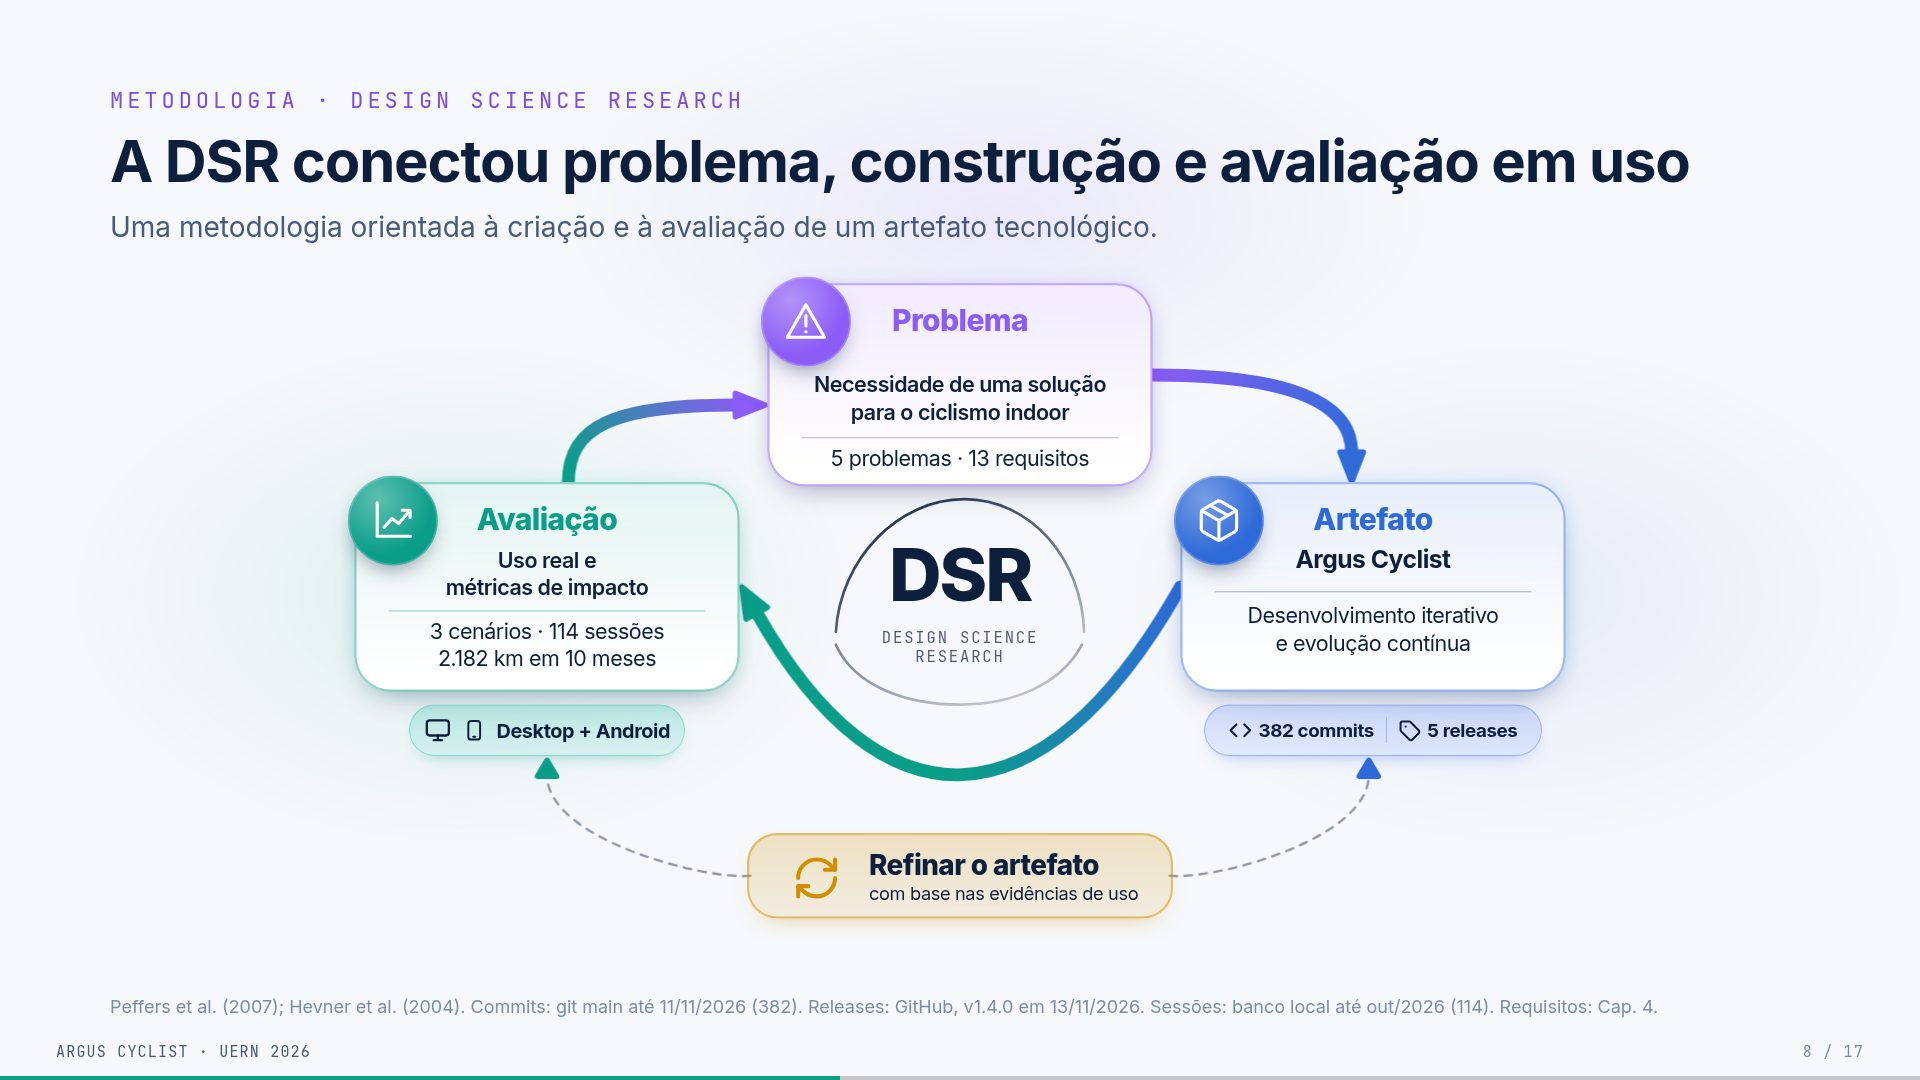 METODOLOGIA · DESIGN SCIENCE RESEARCH
A DSR conectou problema, construção e avaliação em uso
Uma metodologia orientada à criação e à avaliação de um artefato tecnológico.
Problema
Necessidade de uma solução
para o ciclismo indoor
5 problemas · 13 requisitos
Avaliação
Uso real e
métricas de impacto
3 cenários · 114 sessões
2.182 km em 10 meses
Desktop + Android
DSR
DESIGN SCIENCE
RESEARCH
Artefato
Argus Cyclist
Desenvolvimento iterativo
e evolução contínua
382 commits
5 releases
Refinar o artefato
com base nas evidências de uso
Peffers et al. (2007); Hevner et al. (2004). Commits: git main até 11/11/2026 (382). Releases: GitHub, v1.4.0 em 13/11/2026. Sessões: banco local até out/2026 (114). Requisitos: Cap. 4.
ARGUS CYCLIST · UERN 2026
8 / 17